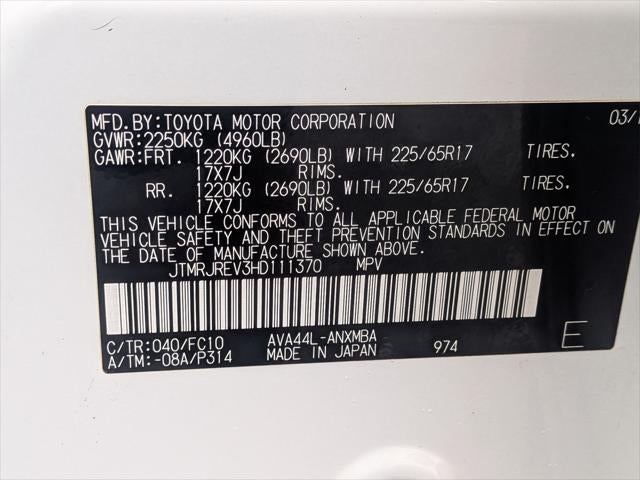 MFD.BY:TOYOTA MOTOR CORPORATION 03/1
GVWR:2250KG (4960LB)
GAWR:FRT. 1220KG (2690LB) WITH 225/65R17 TIRES.
17X7J RIMS.
RR. 1220KG (2690LB) WITH 225/65R17 TIRES.
17X7J RIMS.
THIS VEHICLE CONFORMS TO ALL APPLICABLE FEDERAL MOTOR
VEHICLE SAFETY AND THEFT PREVENTION STANDARDS IN EFFECT ON
THE DATE OF MANUFACTURE SHOWN ABOVE.
JTMRJREV3HD111370 MPV
C/TR:040/FC10 AVA44L-ANXMBA
A/TM:-08A/P314 MADE IN JAPAN 974 E